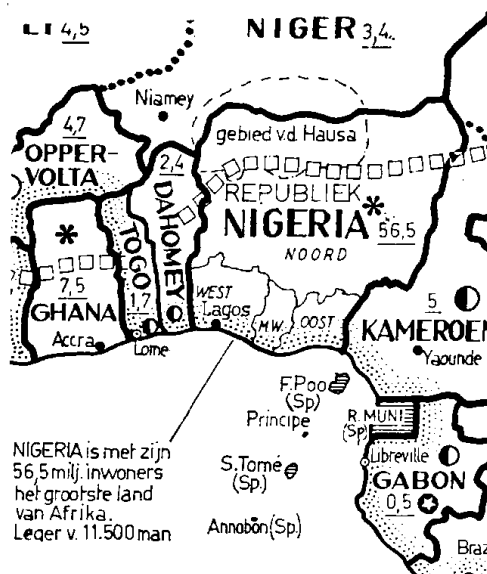 LI 4,5
NIGER 3,4
Niamey
4,7
OPPER-
VOLTA
gebied v.d. Hausa
2,4
DAHOMEY
REPUBLIEK
NIGERIA
56,5
NOORD
TOGO
1,7
7,5
GHANA
Accra
Lome
WEST
Lagos
M.W.
OOST
5
KAMEROEN
Yaounde
F.Poo
(Sp)
Principe
R.MUNI
(Sp)
S.Tomé
(Sp.)
Libreville
GABON
0,5
Annobōn (Sp.)
Braz
NIGERIA is met zijn
56,5 milj. inwoners
het grootste land
van Afrika.
Leger v. 11.500 man